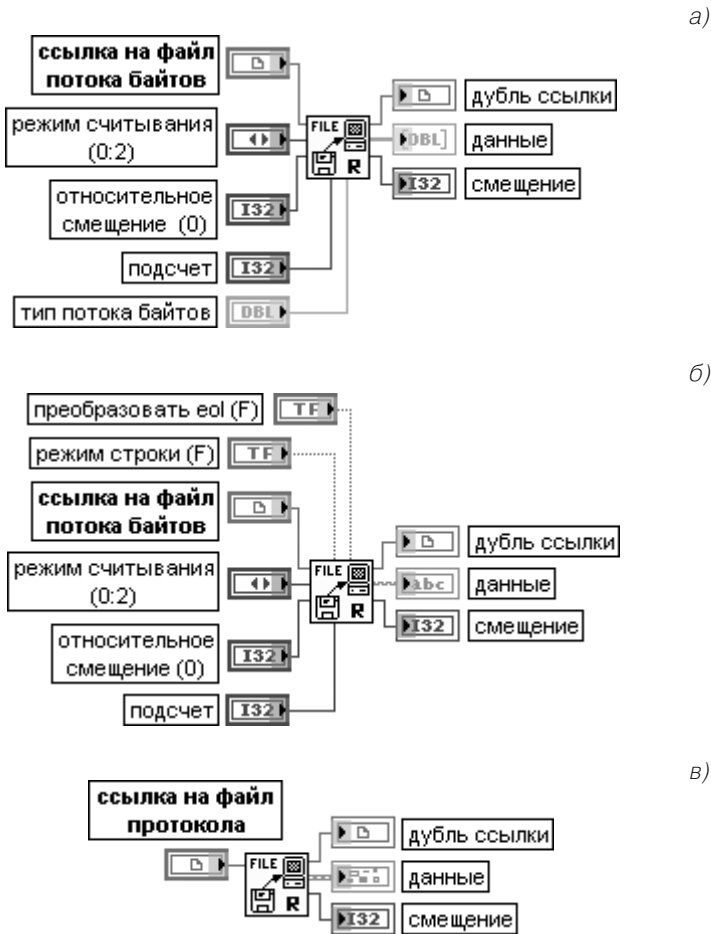 а)
ссылка на файл
потока байтов
режим считывания
(0:2)
относительное
смещение (0)
подсчет
I32
I32
тип потока байтов
DBL
FILE
R
дубль ссылки
DBL]
данные
I32
смещение
б)
преобразовать eol (F)
TF
режим строки (F)
TF
ссылка на файл
потока байтов
режим считывания
(0:2)
относительное
смещение (0)
I32
подсчет
I32
FILE
R
дубль ссылки
abc
данные
I32
смещение
в)
ссылка на файл
протокола
FILE
R
дубль ссылки
данные
I32
смещение